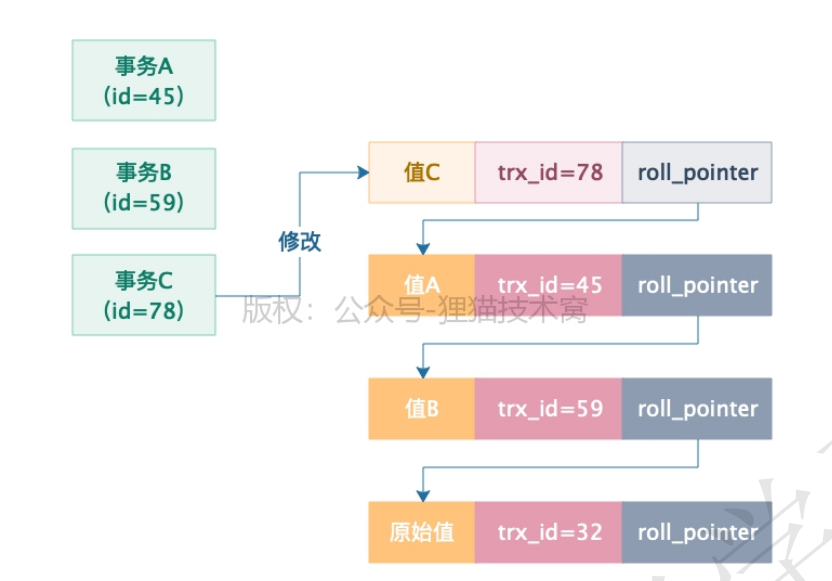 事务A
(id=45)
事务B
(id=59)
事务C
(id=78)
修改
值C trx_id=78 roll_pointer
值A trx_id=45 roll_pointer
版权：公众号-狸猫技术窝
值B trx_id=59 roll_pointer
原始值 trx_id=32 roll_pointer